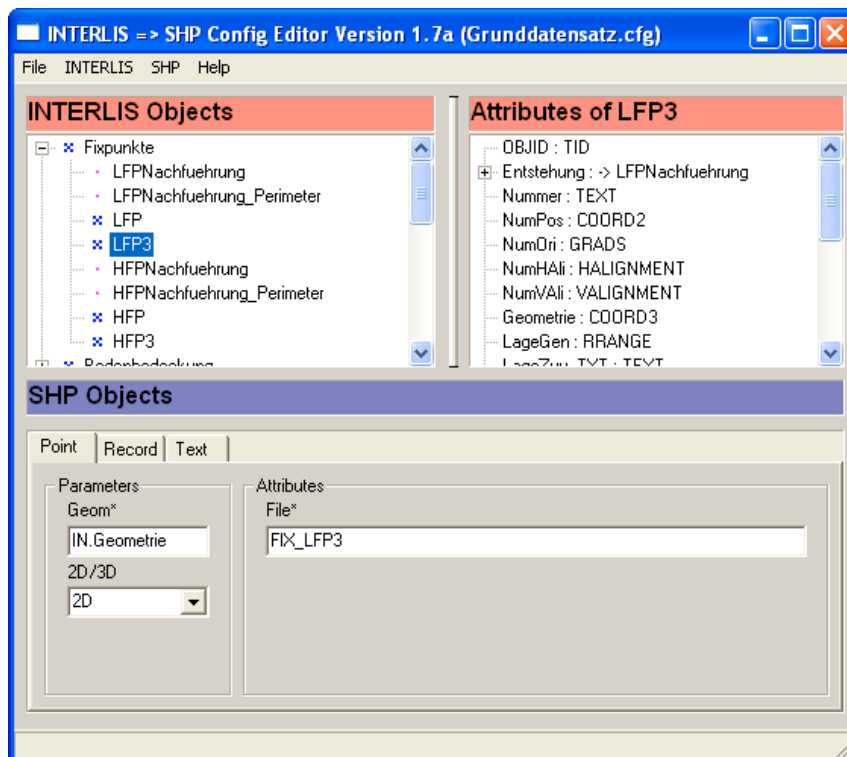 INTERLIS => SHP Config Editor Version 1.7a (Grunddatensatz.cfg)
File INTERLIS SHP Help
INTERLIS Objects
Fixpunkte
LFPNachfuehrung
LFPNachfuehrung_Perimeter
LFP
LFP3
HFPNachfuehrung
HFPNachfuehrung_Perimeter
HFP
HFP3
Bodenbedeckung
Attributes of LFP3
OBJID : TID
Entstehung : -> LFPNachfuehrung
Nummer : TEXT
NumPos : COORD2
NumOri : GRADS
NumHAli : HALIGNMENT
NumVAli : VALIGNMENT
Geometrie : COORD3
LageGen : RRANGE
LageZuv_TXT : TEXT
SHP Objects
Point Record Text
Parameters
Geom*
IN.Geometrie
2D/3D
2D
Attributes
File*
FIX_LFP3